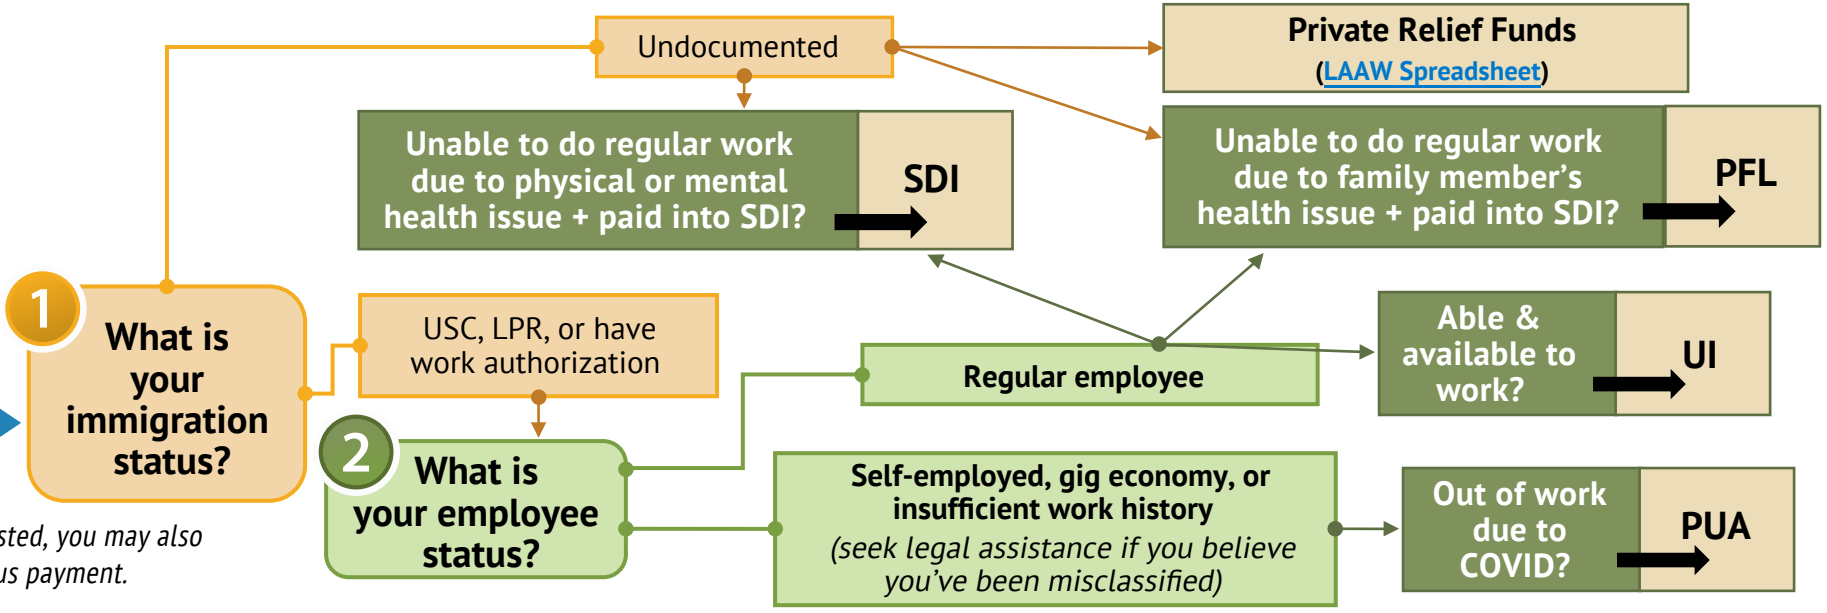 Undocumented
Private Relief Funds
(LAAW Spreadsheet)
Unable to do regular work
due to physical or mental
health issue + paid into SDI?
SDI
Unable to do regular work
due to family member’s
health issue + paid into SDI?
PFL
1
What is
your
immigration
status?
USC, LPR, or have
work authorization
Regular employee
Able &
available to
work?
UI
2
What is
your employee
status?
Self-employed, gig economy, or
insufficient work history
(seek legal assistance if you believe
you’ve been misclassified)
Out of work
due to
COVID?
PUA
you may also
payment.